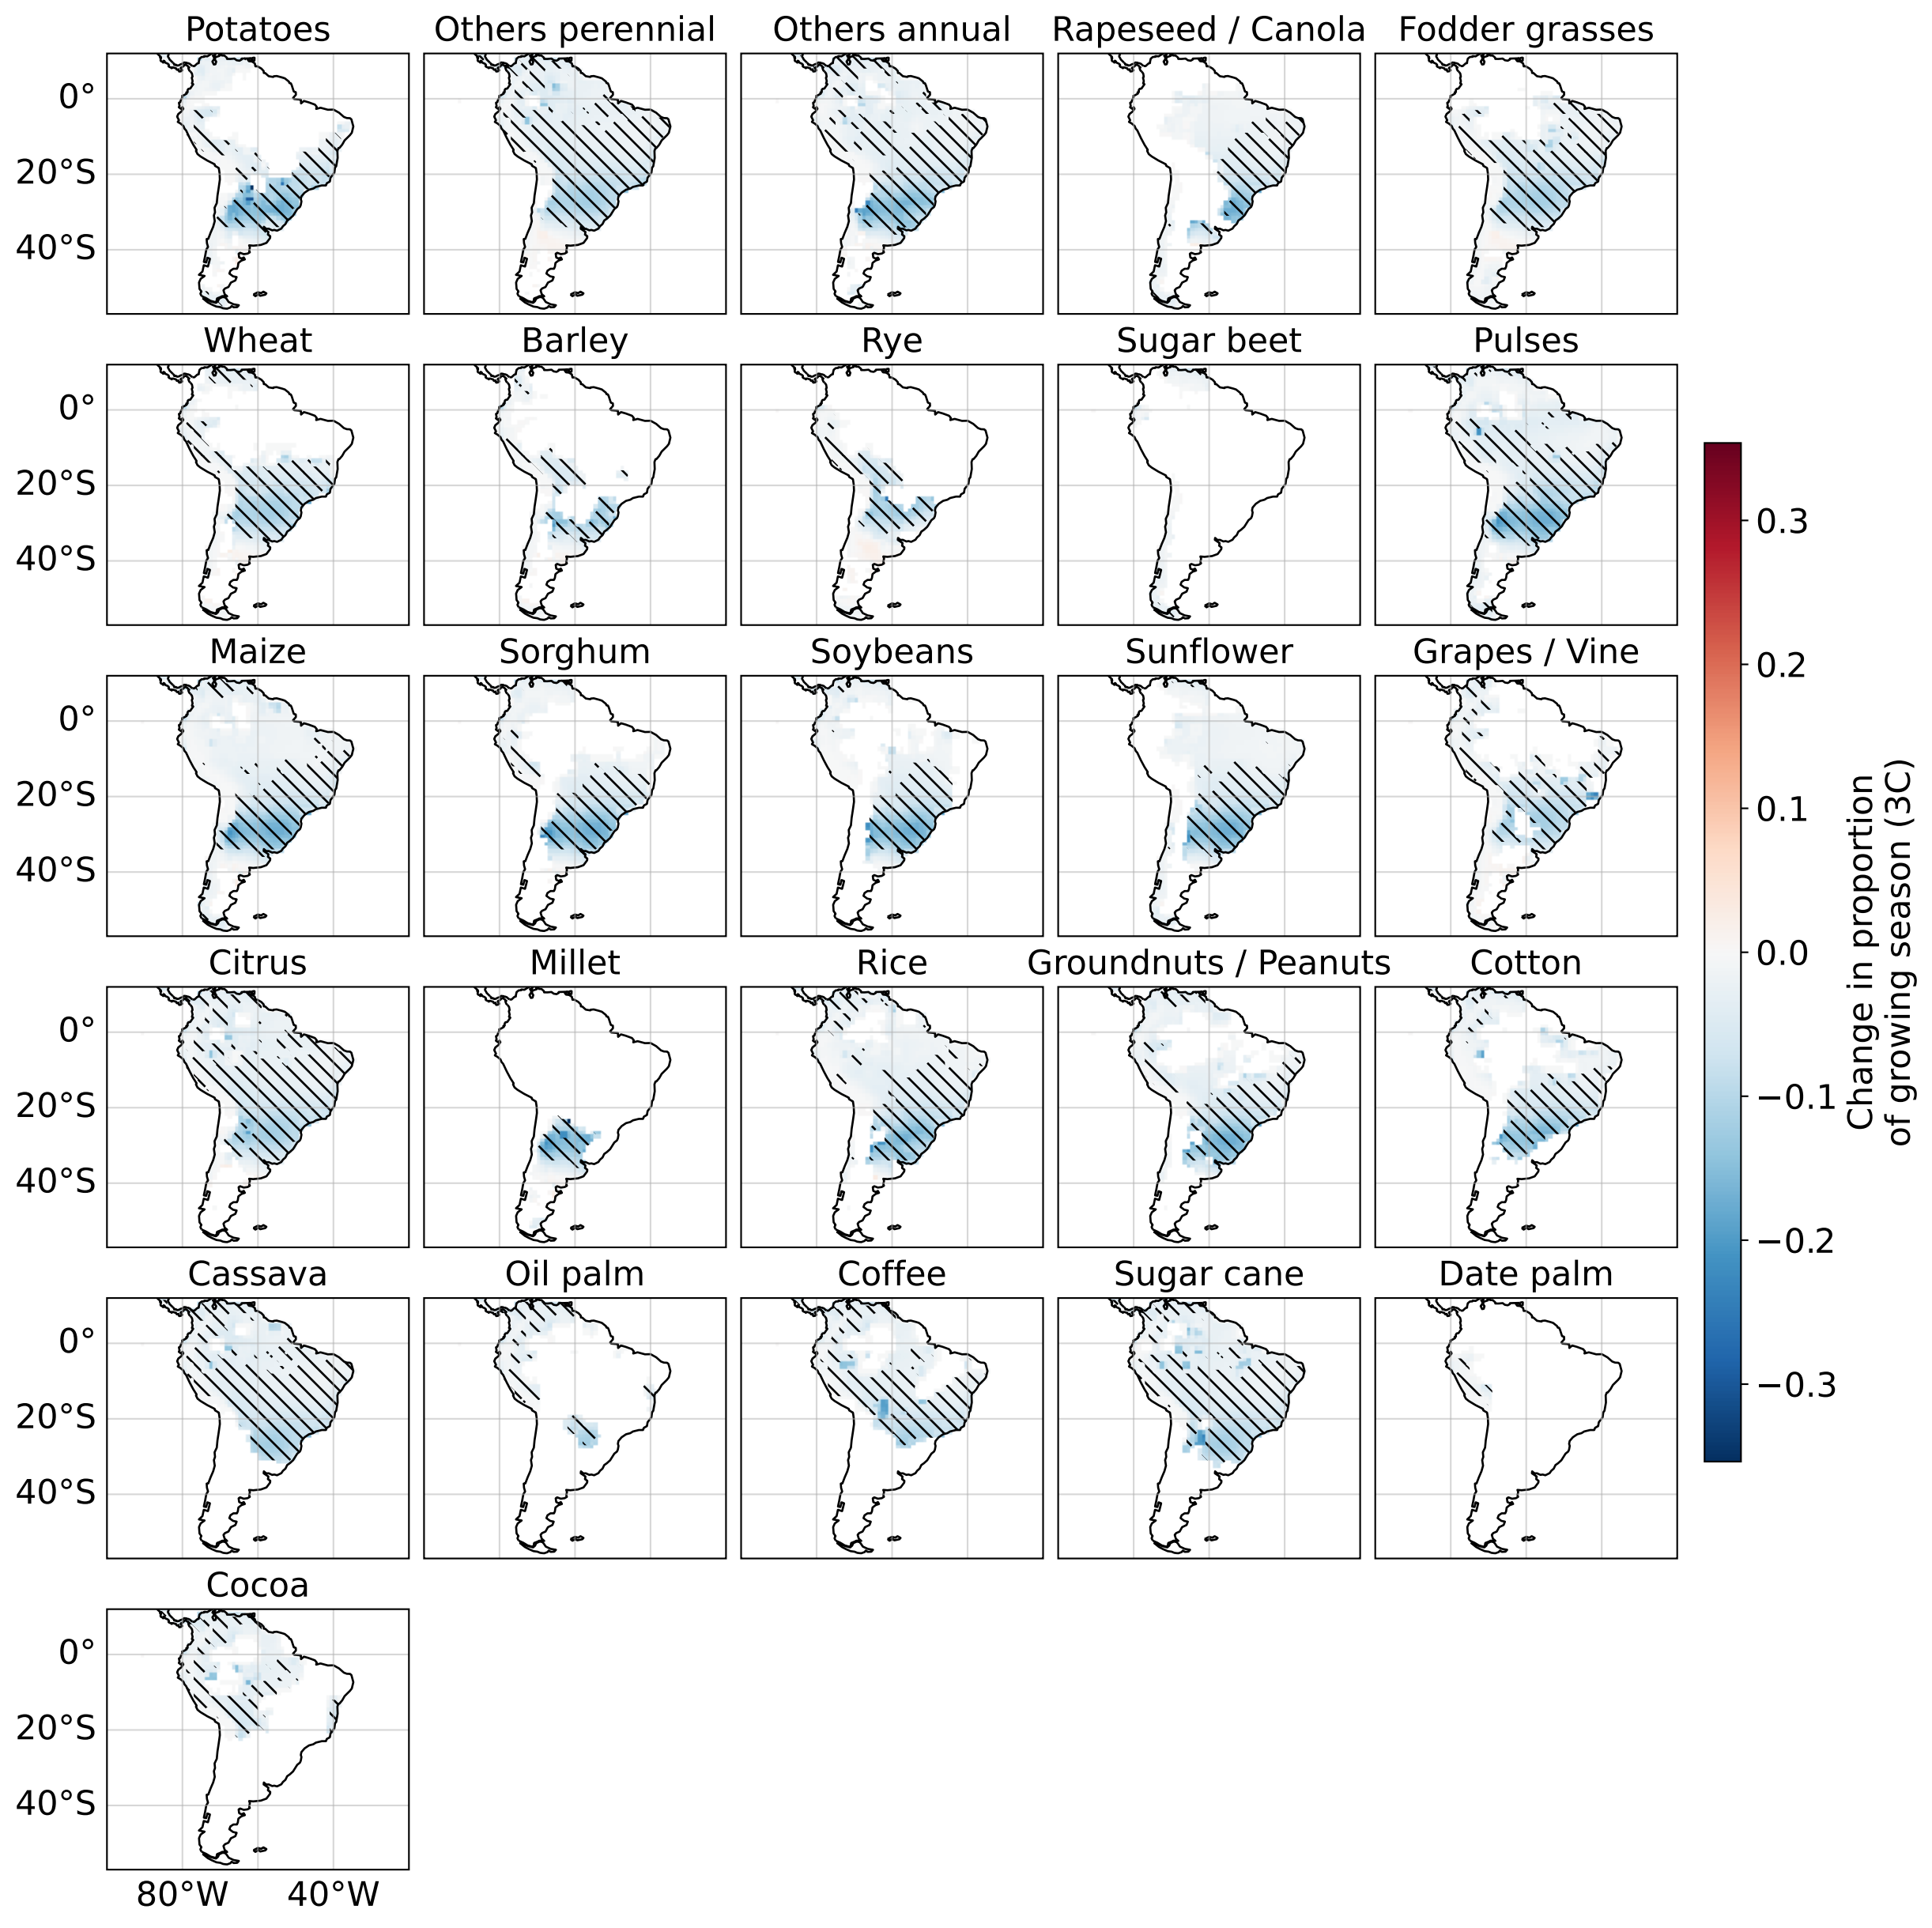 Potatoes Others perennial Others annual Rapeseed / Canola Fodder grasses
0°
20°S
40°S
Wheat Barley Rye Sugar beet Pulses
0°
20°S
40°S
Maize Sorghum Soybeans Sunflower Grapes / Vine
0°
20°S
40°S
Citrus Millet Rice Groundnuts / Peanuts Cotton
0°
20°S
40°S
Cassava Oil palm Coffee Sugar cane Date palm
0°
20°S
40°S
Cocoa
0°
20°S
40°S
80°W 40°W
0.3
0.2
0.1
0.0
−0.1
−0.2
−0.3
Change in proportion
of growing season (3C)